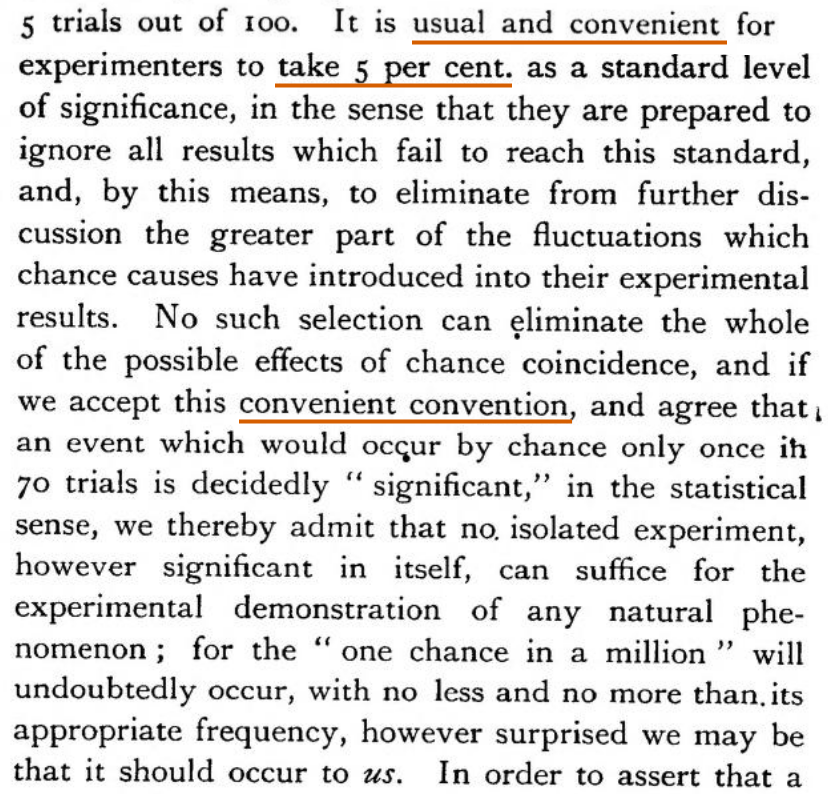 5 trials out of 100. It is usual and convenient for
experimenters to take 5 per cent. as a standard level
of significance, in the sense that they are prepared to
ignore all results which fail to reach this standard,
and, by this means, to eliminate from further dis-
cussion the greater part of the fluctuations which
chance causes have introduced into their experimental
results. No such selection can eliminate the whole
of the possible effects of chance coincidence, and if
we accept this convenient convention, and agree that
an event which would occur by chance only once in
70 trials is decidedly “ significant,” in the statistical
sense, we thereby admit that no isolated experiment,
however significant in itself, can suffice for the
experimental demonstration of any natural phe-
nomenon ; for the “ one chance in a million ” will
undoubtedly occur, with no less and no more than its
appropriate frequency, however surprised we may be
that it should occur to us. In order to assert that a